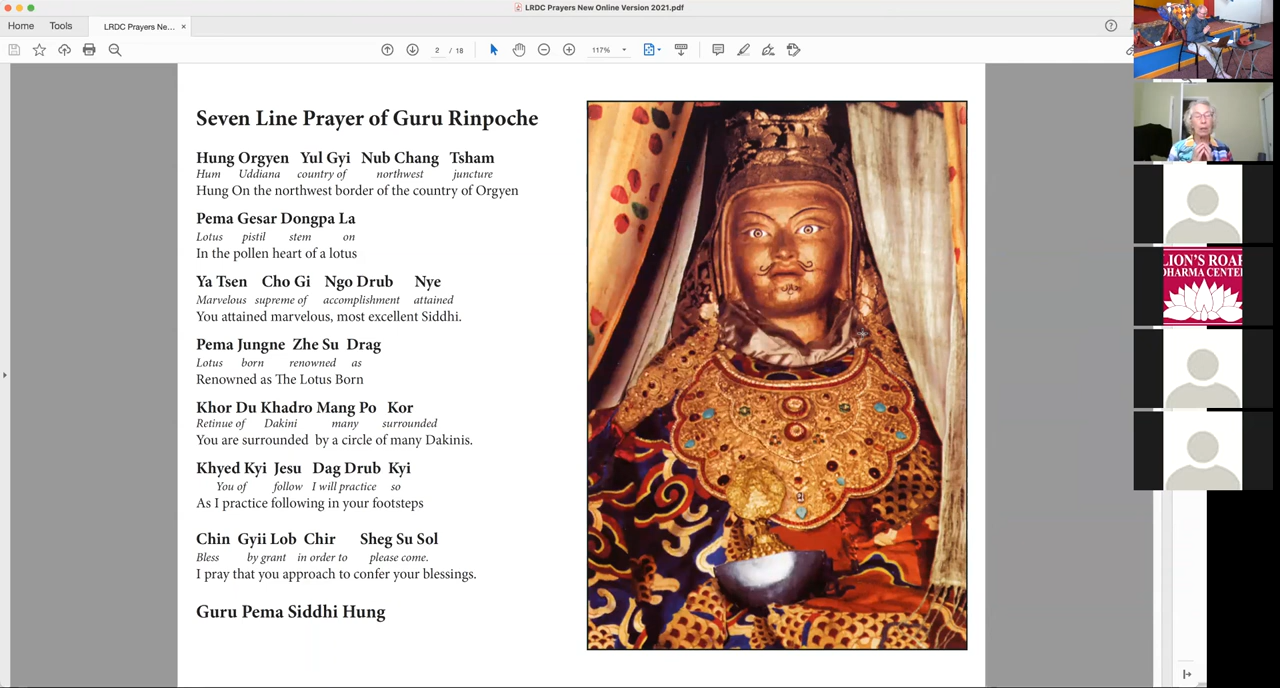 LRDC Prayers New Online Version 2021.pdf
Home Tools LRDC Prayers Ne... ×
2 / 18 117%
Seven Line Prayer of Guru Rinpoche
Hung Orgyen Yul Gyi Nub Chang Tsham
Hum Uddiana country of northwest juncture
Hung On the northwest border of the country of Orgyen
Pema Gesar Dongpa La
Lotus pistil stem on
In the pollen heart of a lotus
Ya Tsen Cho Gi Ngo Drub Nye
Marvelous supreme of accomplishment attained
You attained marvelous, most excellent Siddhi.
Pema Jungne Zhe Su Drag
Lotus born renowned as
Renowned as The Lotus Born
Khor Du Khadro Mang Po Kor
Retinue of Dakini many surrounded
You are surrounded by a circle of many Dakinis.
Khyed Kyi Jesu Dag Drub Kyi
You of follow I will practice so
As I practice following in your footsteps
Chin Gyii Lob Chir Sheg Su Sol
Bless by grant in order to please come.
I pray that you approach to confer your blessings.
Guru Pema Siddhi Hung
LION'S ROAR
DHARMA CENTER